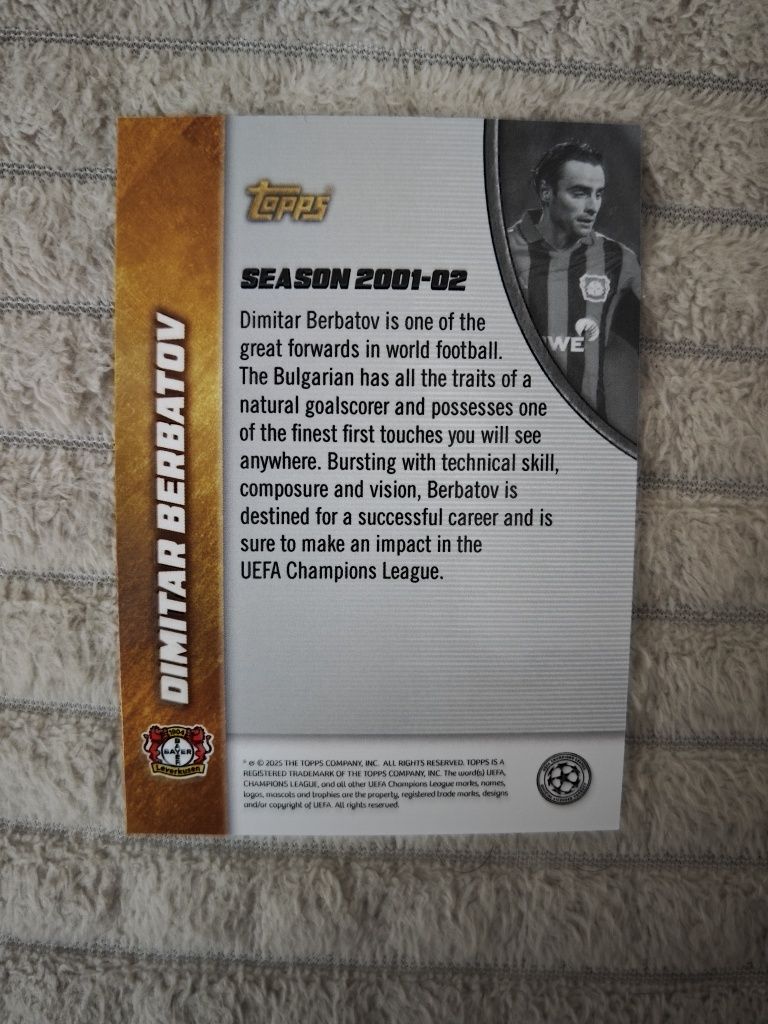 Topps
SEASON 2001-02
Dimitar Berbatov is one of the
great forwards in world football.
The Bulgarian has all the traits of a
natural goalscorer and possesses one
of the finest first touches you will see
anywhere. Bursting with technical skill,
composure and vision, Berbatov is
destined for a successful career and is
sure to make an impact in the
UEFA Champions League.
DIMITAR BERBATOV
WE
1904
BAYER
BAYER
Leverkusen
® & © 2025 THE TOPPS COMPANY, INC. ALL RIGHTS RESERVED. TOPPS IS A
REGISTERED TRADEMARK OF THE TOPPS COMPANY, INC. The word(s) UEFA,
CHAMPIONS LEAGUE, and all other UEFA Champions League marks, names,
logos, mascots and trophies are the property, registered trade marks, designs
and/or copyright of UEFA. All rights reserved.